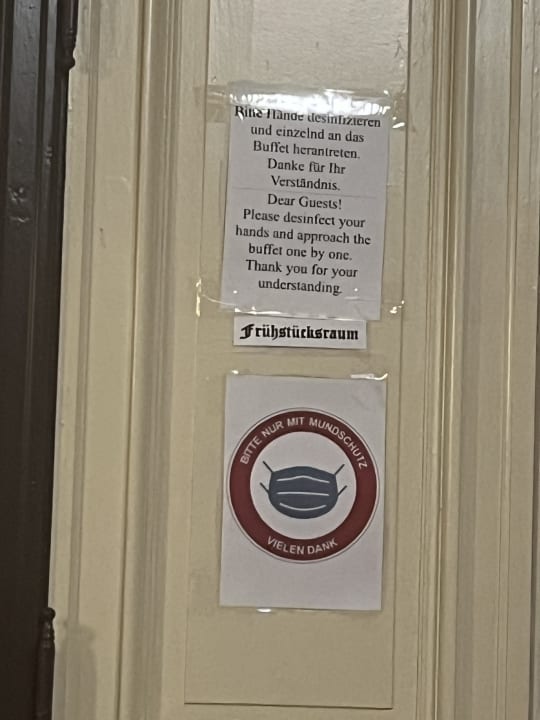 Bitte Hände desinfizieren
und einzelnd an das
Buffet herantreten.
Danke für Ihr
Verständnis.
Dear Guests!
Please desinfect your
hands and approach the
buffet one by one.
Thank you for your
understanding.
Frühstücksraum
BITTE NUR MIT MUNDSCHUTZ
VIELEN DANK